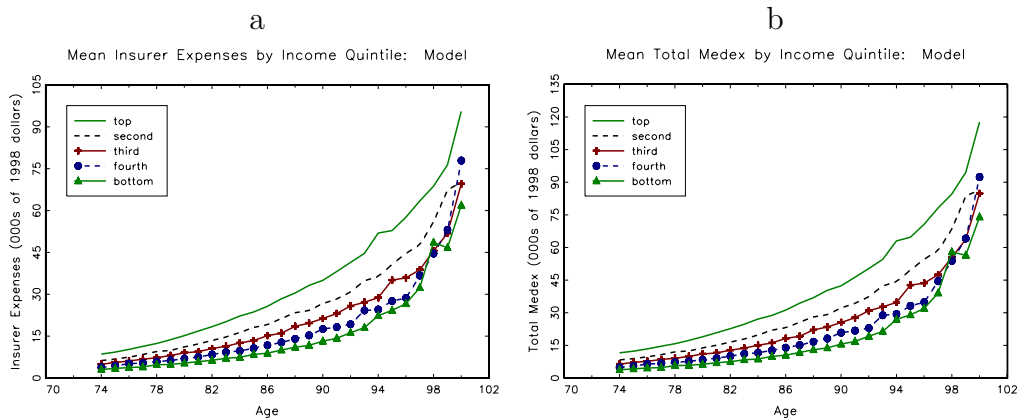 a
Mean Insurer Expenses by Income Quintile: Model
Insurer Expenses (000s of 1998 dollars)
105
90
75
60
45
30
15
0
top
second
third
fourth
bottom
70 74 78 82 86 90 94 98 102
Age
b
Mean Total Medex by Income Quintile: Model
Total Medex (000s of 1998 dollars)
135
120
105
90
75
60
45
30
15
0
top
second
third
fourth
bottom
70 74 78 82 86 90 94 98 102
Age